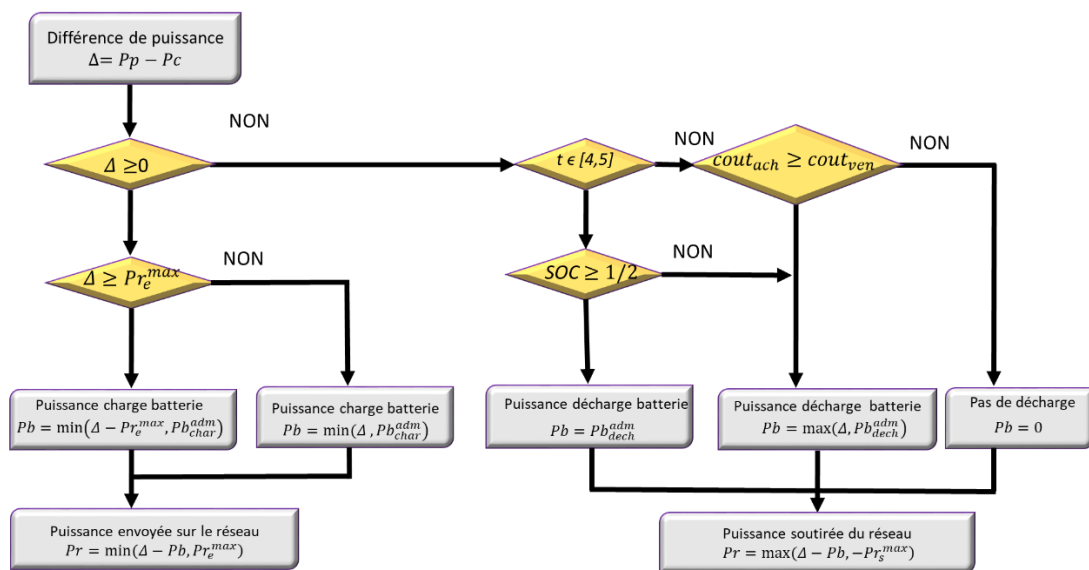 Différence de puissance
Δ= Pp − Pc
NON
Δ ≥0
t ϵ [4,5]
NON
cout_ach ≥ cout_ven
NON
Δ ≥ Pr_e^max
NON
SOC ≥ 1/2
NON
Puissance charge batterie
Pb = min(Δ − Pr_e^max, Pb_char^adm)
Puissance charge batterie
Pb = min(Δ , Pb_char^adm)
Puissance décharge batterie
Pb = Pb_dech^adm
Puissance décharge batterie
Pb = max(Δ, Pb_dech^adm)
Pas de décharge
Pb = 0
Puissance envoyée sur le réseau
Pr = min(Δ − Pb, Pr_e^max)
Puissance soutirée du réseau
Pr = max(Δ − Pb, −Pr_s^max)